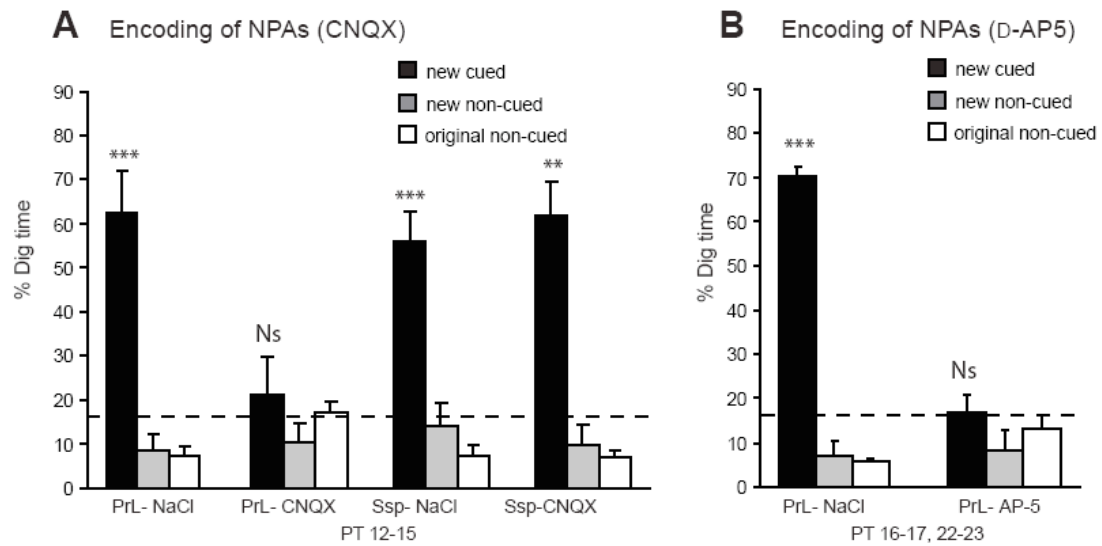 A Encoding of NPAs (CNQX)
new cued
new non-cued
original non-cued
% Dig time
90
80
70
60
50
40
30
20
10
0
***
Ns
***
**
PrL- NaCl PrL- CNQX Ssp- NaCl Ssp-CNQX
PT 12-15
B Encoding of NPAs (D-AP5)
new cued
new non-cued
original non-cued
% Dig time
90
80
70
60
50
40
30
20
10
0
***
Ns
PrL- NaCl PrL- AP-5
PT 16-17, 22-23